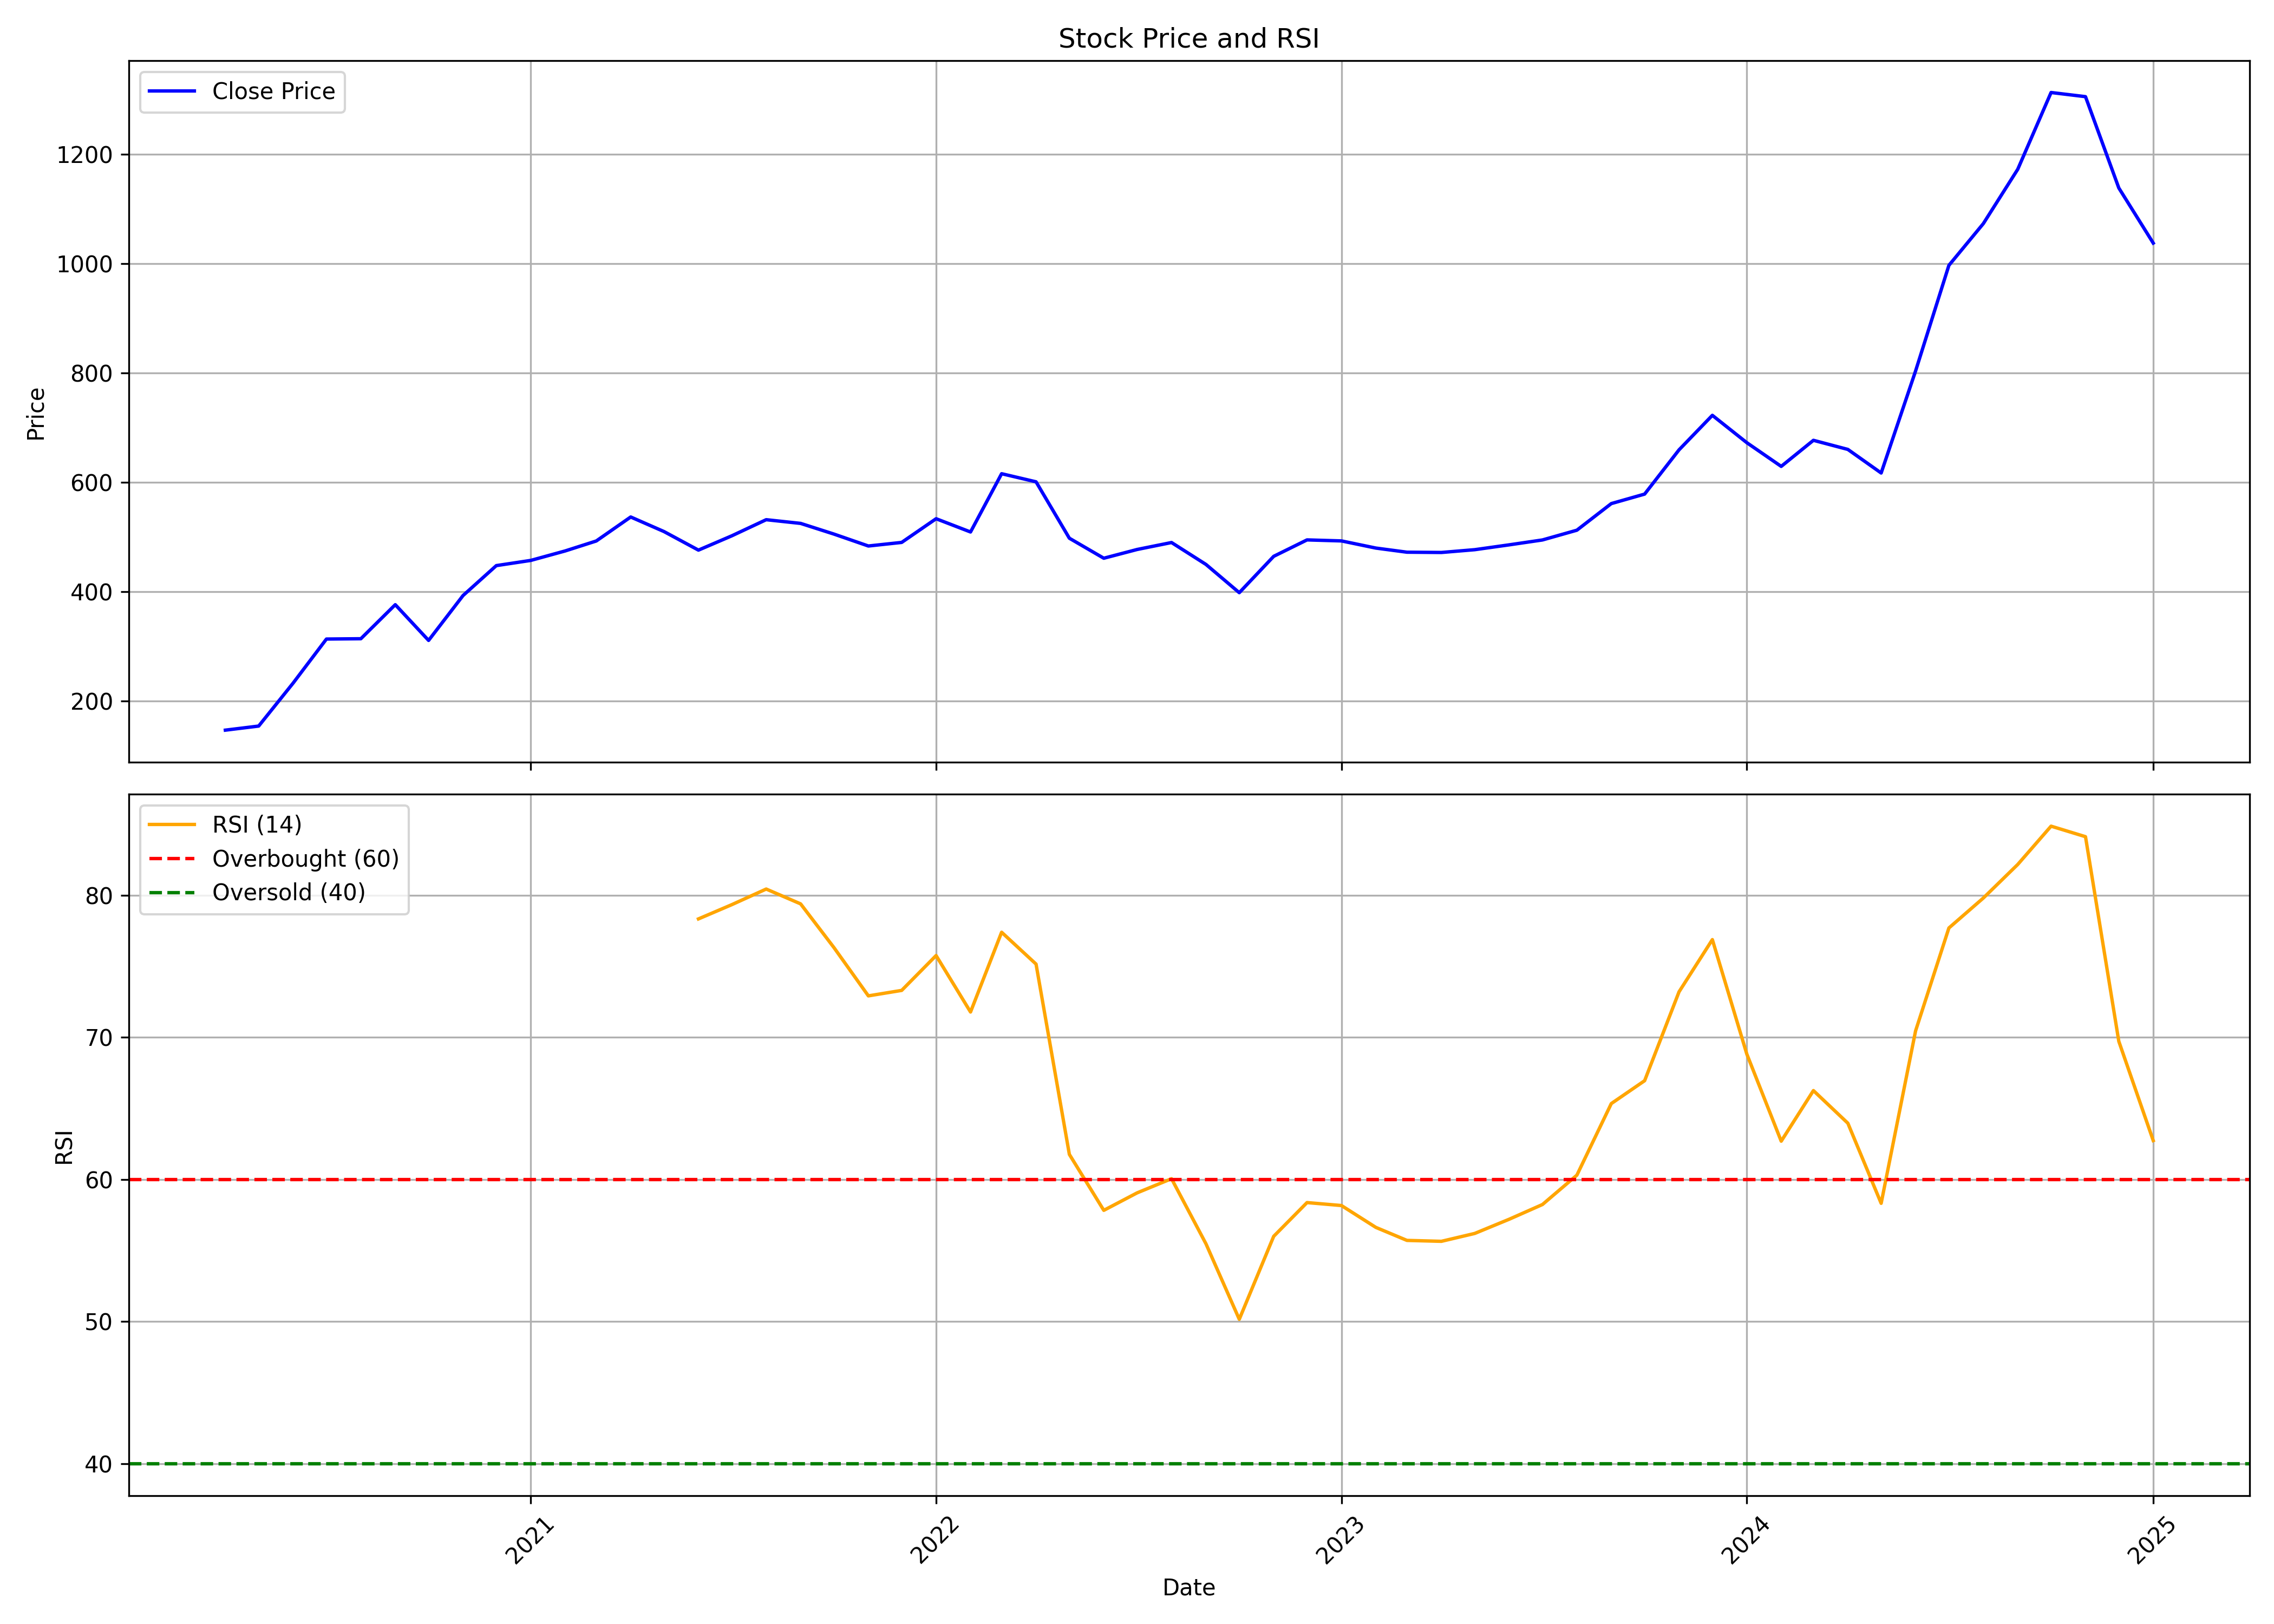 Stock Price and RSI
Close Price
1200
1000
800
600
400
200
Price
RSI (14)
Overbought (60)
Oversold (40)
80
70
60
50
40
RSI
2021
2022
2023
2024
2025
Date